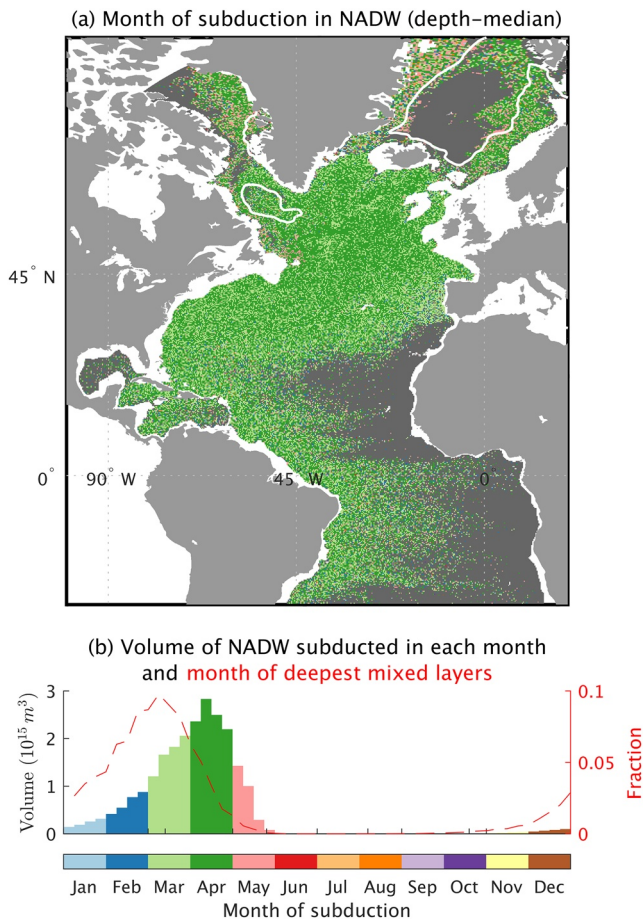 (a) Month of subduction in NADW (depth-median)
45° N
0°
90° W
45° W
0°
(b) Volume of NADW subducted in each month
and month of deepest mixed layers
Volume (10¹⁵ m³)
3
2
1
0
0.1
0.05
0
Fraction
Jan Feb Mar Apr May Jun Jul Aug Sep Oct Nov Dec
Month of subduction